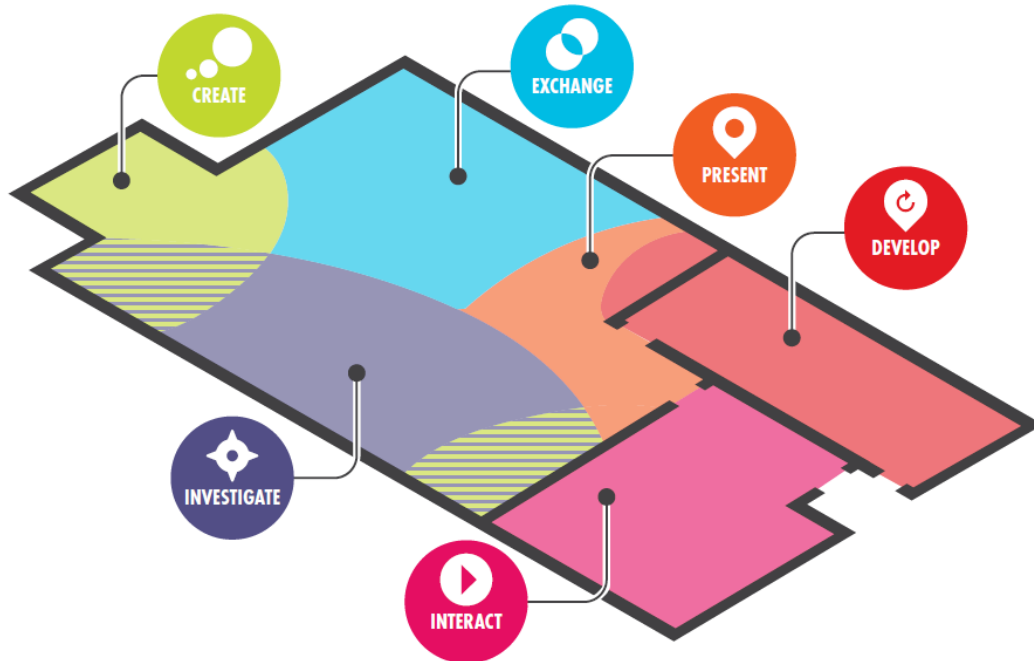 CREATE
EXCHANGE
PRESENT
DEVELOP
INVESTIGATE
INTERACT